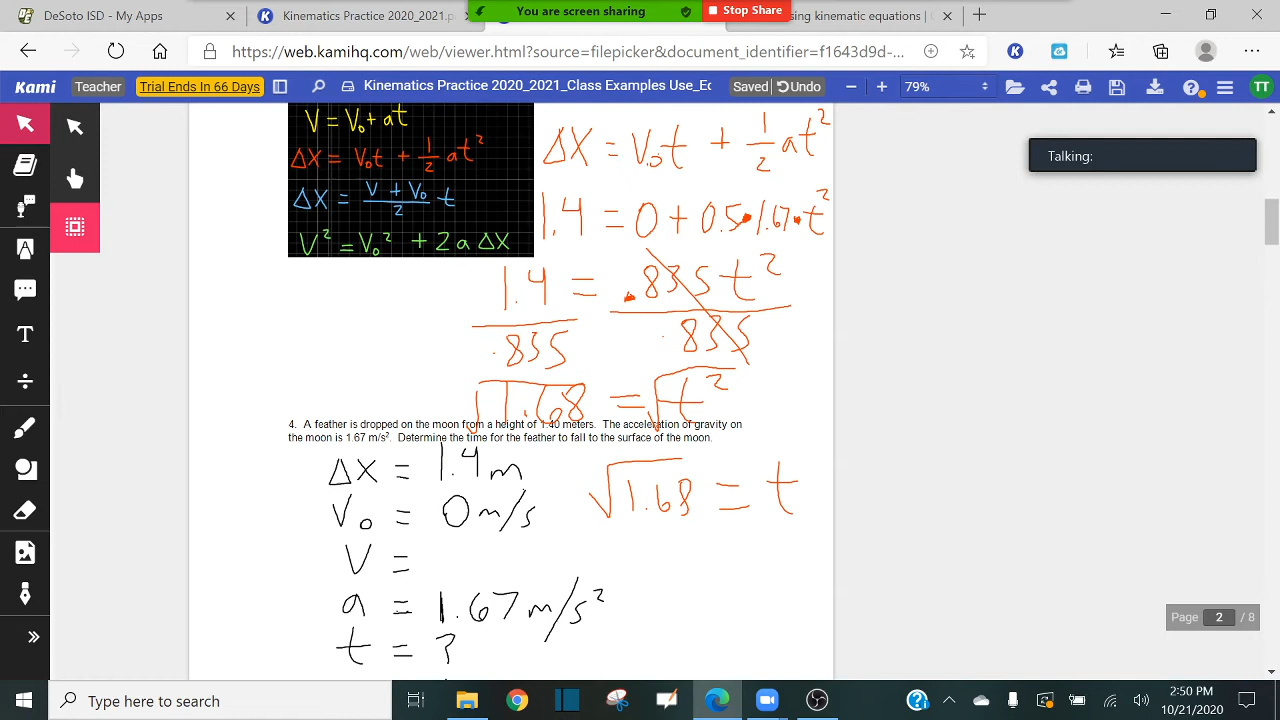 You are screen sharing
Stop Share
DeSoto ISD - My Apps
Kinematics Practice 2020_2021.p
sing kinematic equations | (
https://web.kamihq.com/web/viewer.html?source=filepicker&document_identifier=f1643d9d-...
Kami
Teacher
Trial Ends In 66 Days
Kinematics Practice 2020_2021_Class Examples Use_Ec
Saved
Undo
79%
TT
Talking:
V = V₀ + at
ΔX = V₀t + 1/2 at²
ΔX = (V + V₀)/2 t
V² = V₀² + 2aΔX
ΔX = V₀t + 1/2 at²
1.4 = 0 + 0.5•1.67•t²
1.4 = .835t²
.835 .835
√1.68 = √t²
4. A feather is dropped on the moon from a height of 1.40 meters. The acceleration of gravity on
the moon is 1.67 m/s². Determine the time for the feather to fall to the surface of the moon.
ΔX = 1.4 m
V₀ = 0 m/s
V =
a = 1.67 m/s²
t = ?
√1.68 = t
Page 2 / 8
Type here to search
2:50 PM
10/21/2020